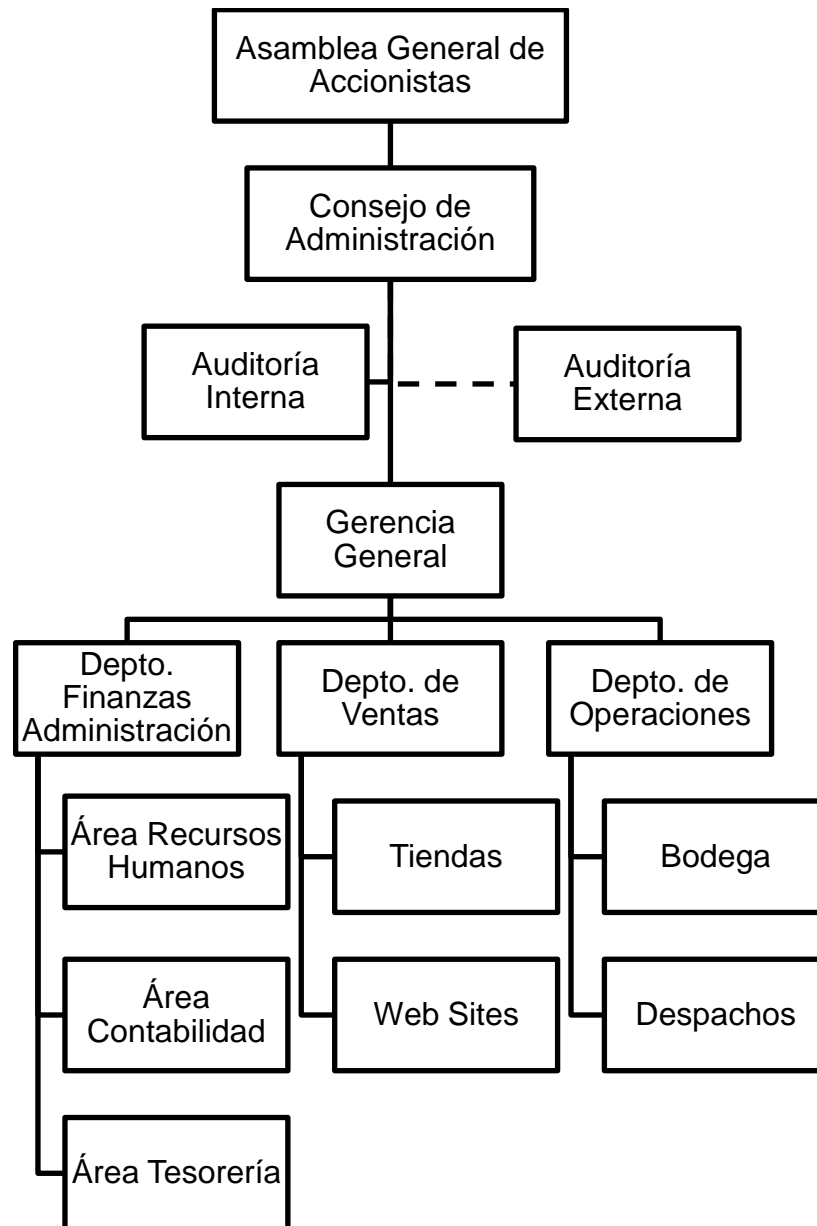 Asamblea General de
Accionistas
Consejo de
Administración
Auditoría
Interna
Auditoría
Externa
Gerencia
General
Depto.
Finanzas
Administración
Depto. de
Ventas
Depto. de
Operaciones
Área Recursos
Humanos
Tiendas
Bodega
Área
Contabilidad
Web Sites
Despachos
Área Tesorería